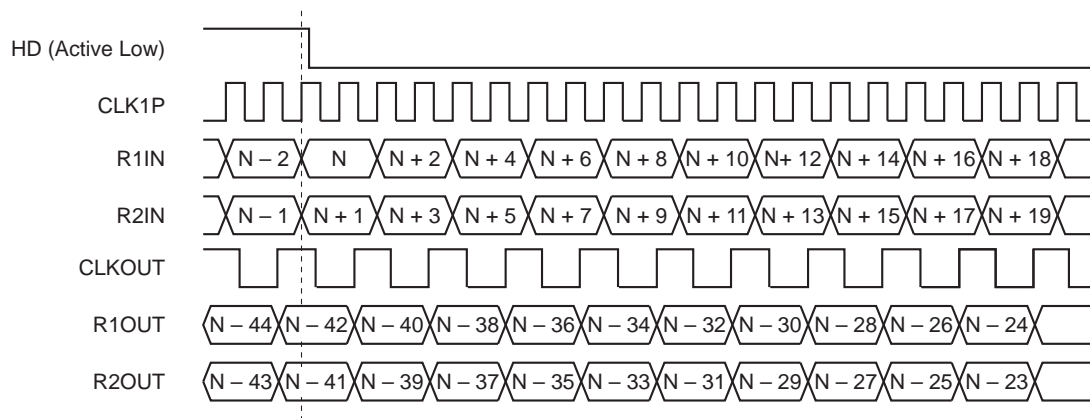 HD (Active Low)
CLK1P
R1IN N – 2 N N + 2 N + 4 N + 6 N + 8 N + 10 N+ 12 N + 14 N + 16 N + 18
R2IN N – 1 N + 1 N + 3 N + 5 N + 7 N + 9 N + 11 N + 13 N + 15 N + 17 N + 19
CLKOUT
R1OUT N – 44 N – 42 N – 40 N – 38 N – 36 N – 34 N – 32 N – 30 N – 28 N – 26 N – 24
R2OUT N – 43 N – 41 N – 39 N – 37 N – 35 N – 33 N – 31 N – 29 N – 27 N – 25 N – 23